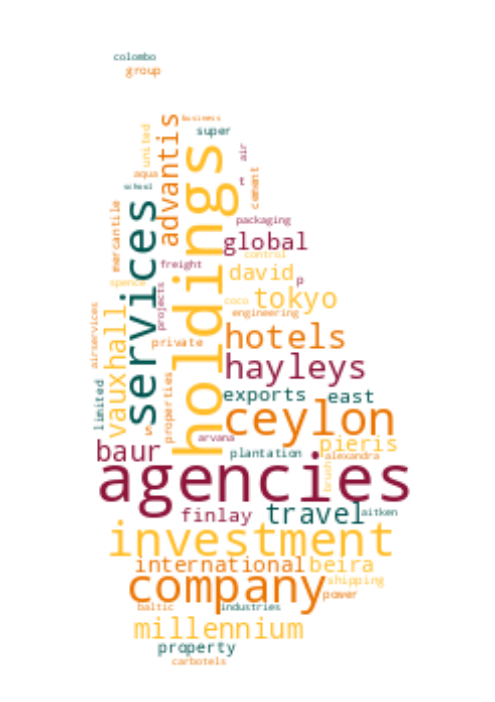 colombo
group
business
super
united
advantis
holdings
air
aqua
school
t
cement
mercantile
services
packaging
global
freight
control
david
p
spence
projects
coco
tokyo
engineering
airservices
vauxhall
private
hotels
hayleys
limited
properties
exports
east
s
ceylon
arvana
pieris
baur
plantation
alexandra
brush
agencies
finlay
travel
aitken
investment
international
beira
company
shipping
power
baltic
industries
millennium
property
carbotels